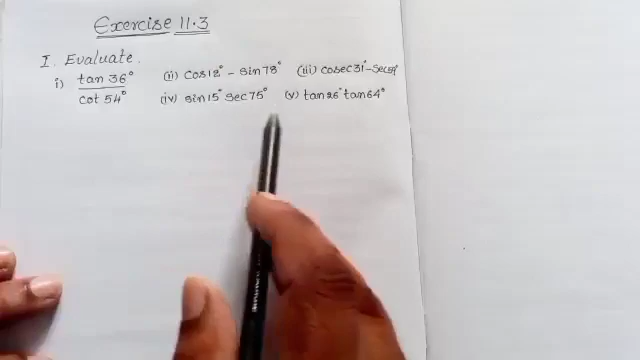 Exercise 11.3
I. Evaluate.
i) tan 36° / cot 54° (ii) cos 12° - sin 78° (iii) cosec 31° - sec 59°
(iv) sin 15° sec 75° (v) tan 26° tan 64°